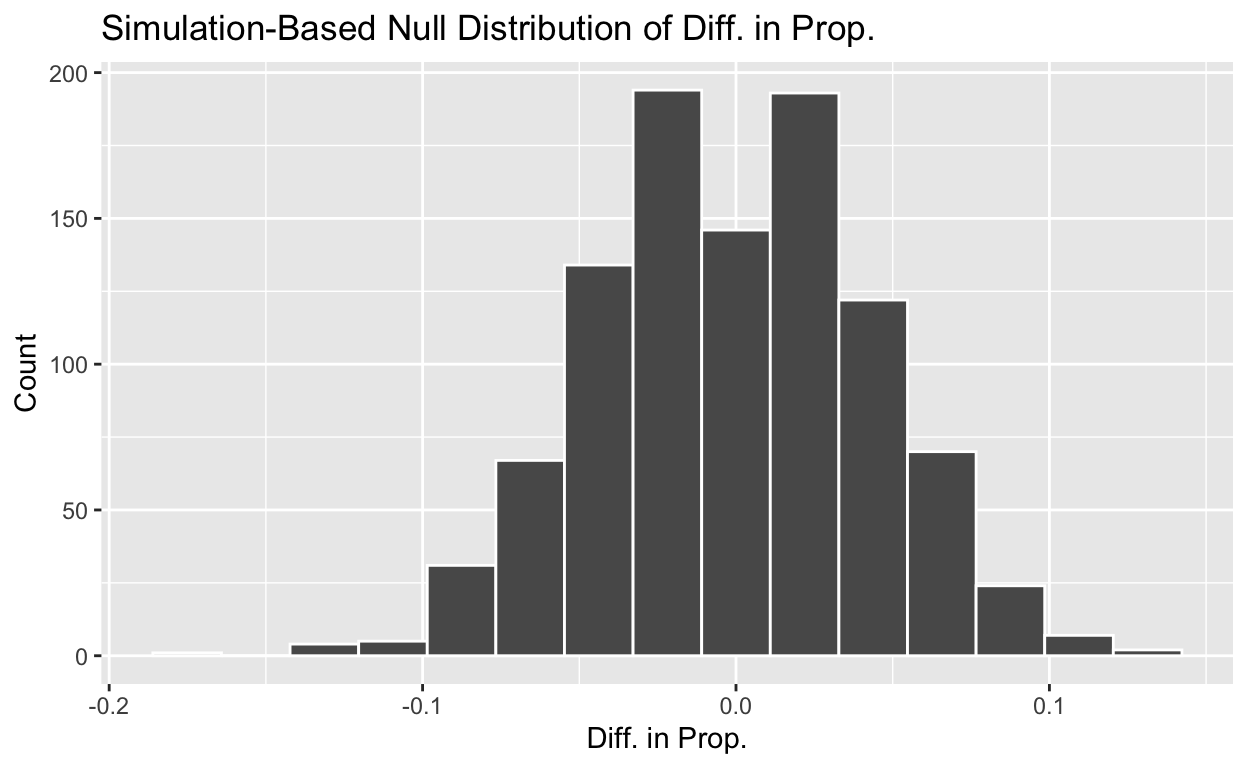 Simulation-Based Null Distribution of Diff. in Prop.
200
150
100
50
0
Count
-0.2 -0.1 0.0 0.1
Diff. in Prop.